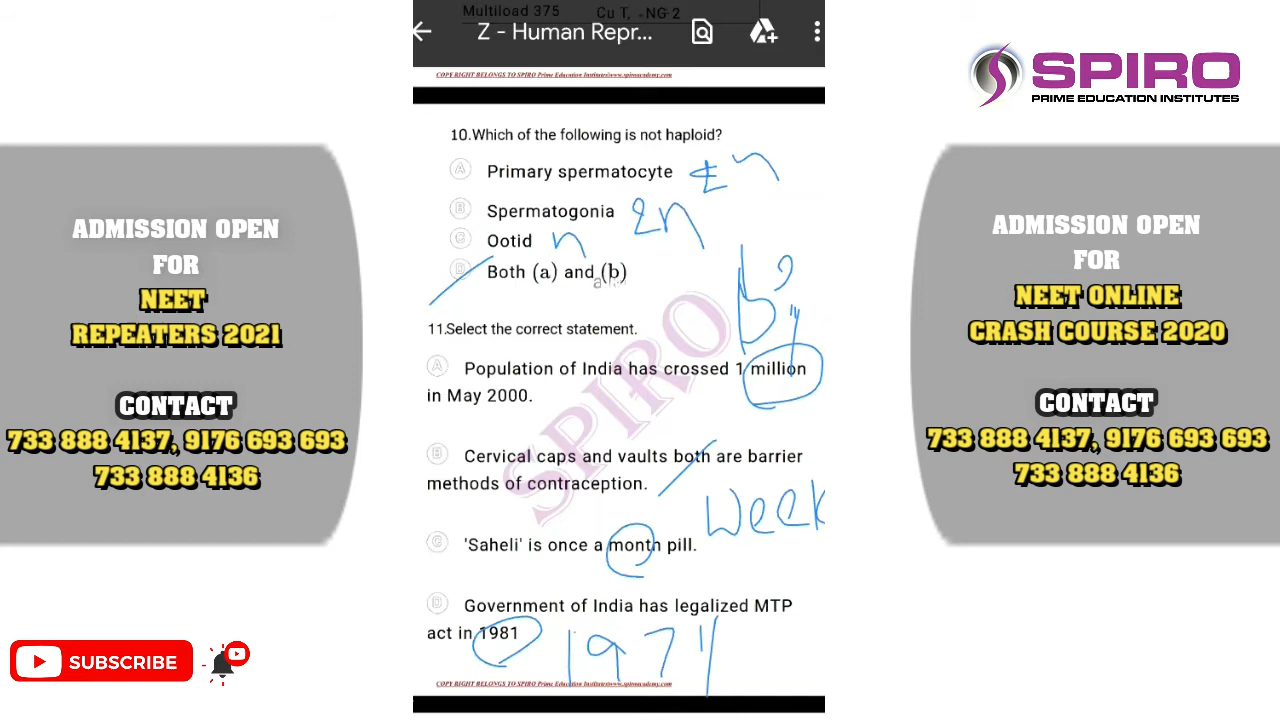 Multiload 375 Cu T, -NG 2
Z - Human Repr...
COPY RIGHT BELONGS TO SPIRO Prime Education Institutes\www.spiroacademy.com
SPIRO
PRIME EDUCATION INSTITUTES
10.Which of the following is not haploid?
A Primary spermatocyte
B Spermatogonia 2n
C Ootid n
D Both (a) and (b)
11.Select the correct statement.
A Population of India has crossed 1 million
in May 2000.
B Cervical caps and vaults both are barrier
methods of contraception.
Week
C 'Saheli' is once a month pill.
D Government of India has legalized MTP
act in 1981
1971
COPY RIGHT BELONGS TO SPIRO Prime Education Institutes\www.spiroacademy.com
SPIRO
ADMISSION OPEN
FOR
NEET
REPEATERS 2021
CONTACT
733 888 4137, 9176 693 693
733 888 4136
SUBSCRIBE
ADMISSION OPEN
FOR
NEET ONLINE
CRASH COURSE 2020
CONTACT
733 888 4137, 9176 693 693
733 888 4136